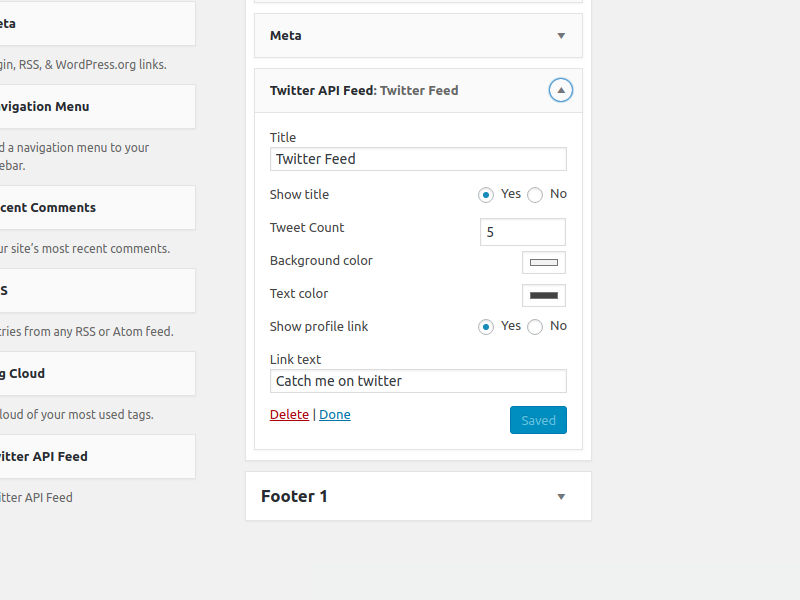 eta
gin, RSS, & WordPress.org links.
vigation Menu
d a navigation menu to your
ebar.
cent Comments
ur site's most recent comments.
S
tries from any RSS or Atom feed.
g Cloud
loud of your most used tags.
itter API Feed
itter API Feed
Meta
Twitter API Feed: Twitter Feed
Title
Twitter Feed
Show title Yes No
Tweet Count 5
Background color
Text color
Show profile link Yes No
Link text
Catch me on twitter
Delete | Done Saved
Footer 1